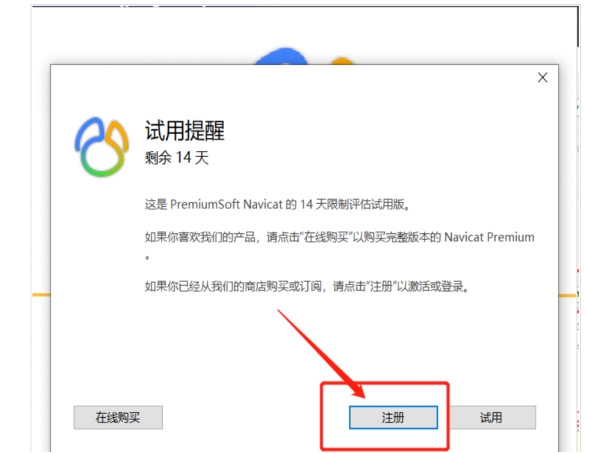 试用提醒
剩余 14 天
这是 PremiumSoft Navicat 的 14 天限制评估试用版。
如果你喜欢我们的产品，请点击“在线购买”以购买完整版本的 Navicat Premium
。
如果你已经从我们的商店购买或订阅，请点击“注册”以激活或登录。
在线购买
注册
试用